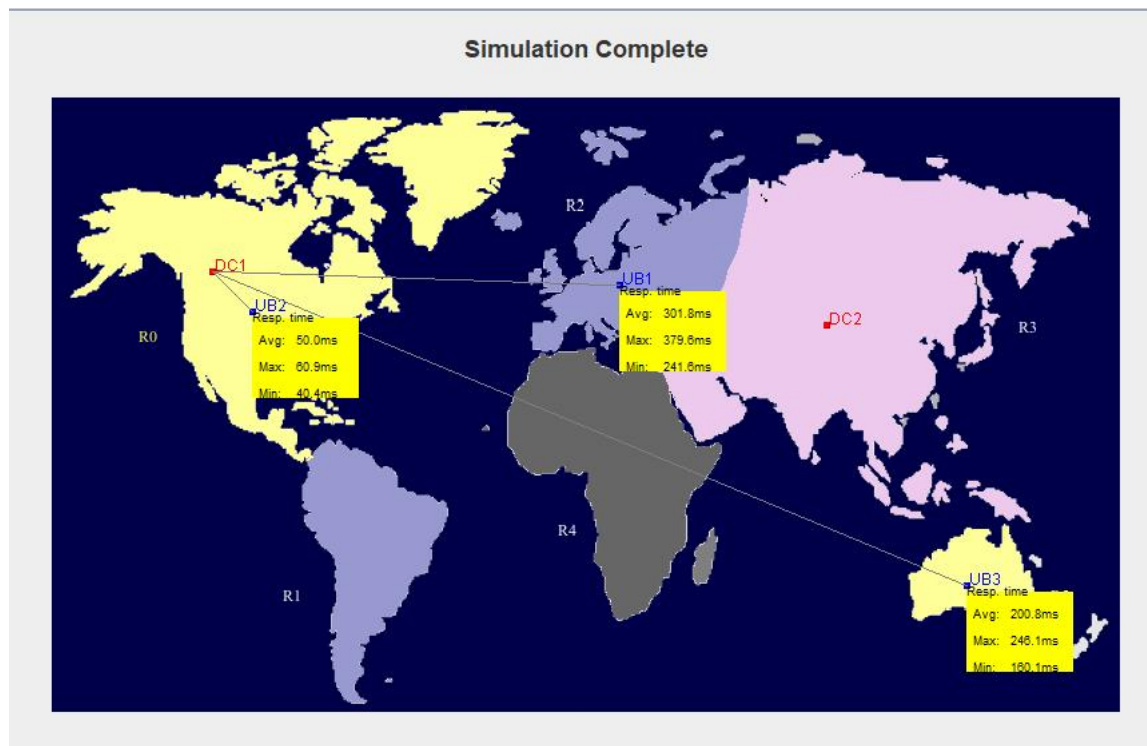 Simulation Complete
R2
DC1
UB1
Resp. time
Avg: 301.8ms
Max: 379.6ms
Min: 241.6ms
UB2
Resp. time
Avg: 50.0ms
Max: 60.9ms
Min: 40.4ms
DC2
R0
R3
R4
R1
UB3
Resp. time
Avg: 200.8ms
Max: 246.1ms
Min: 160.1ms